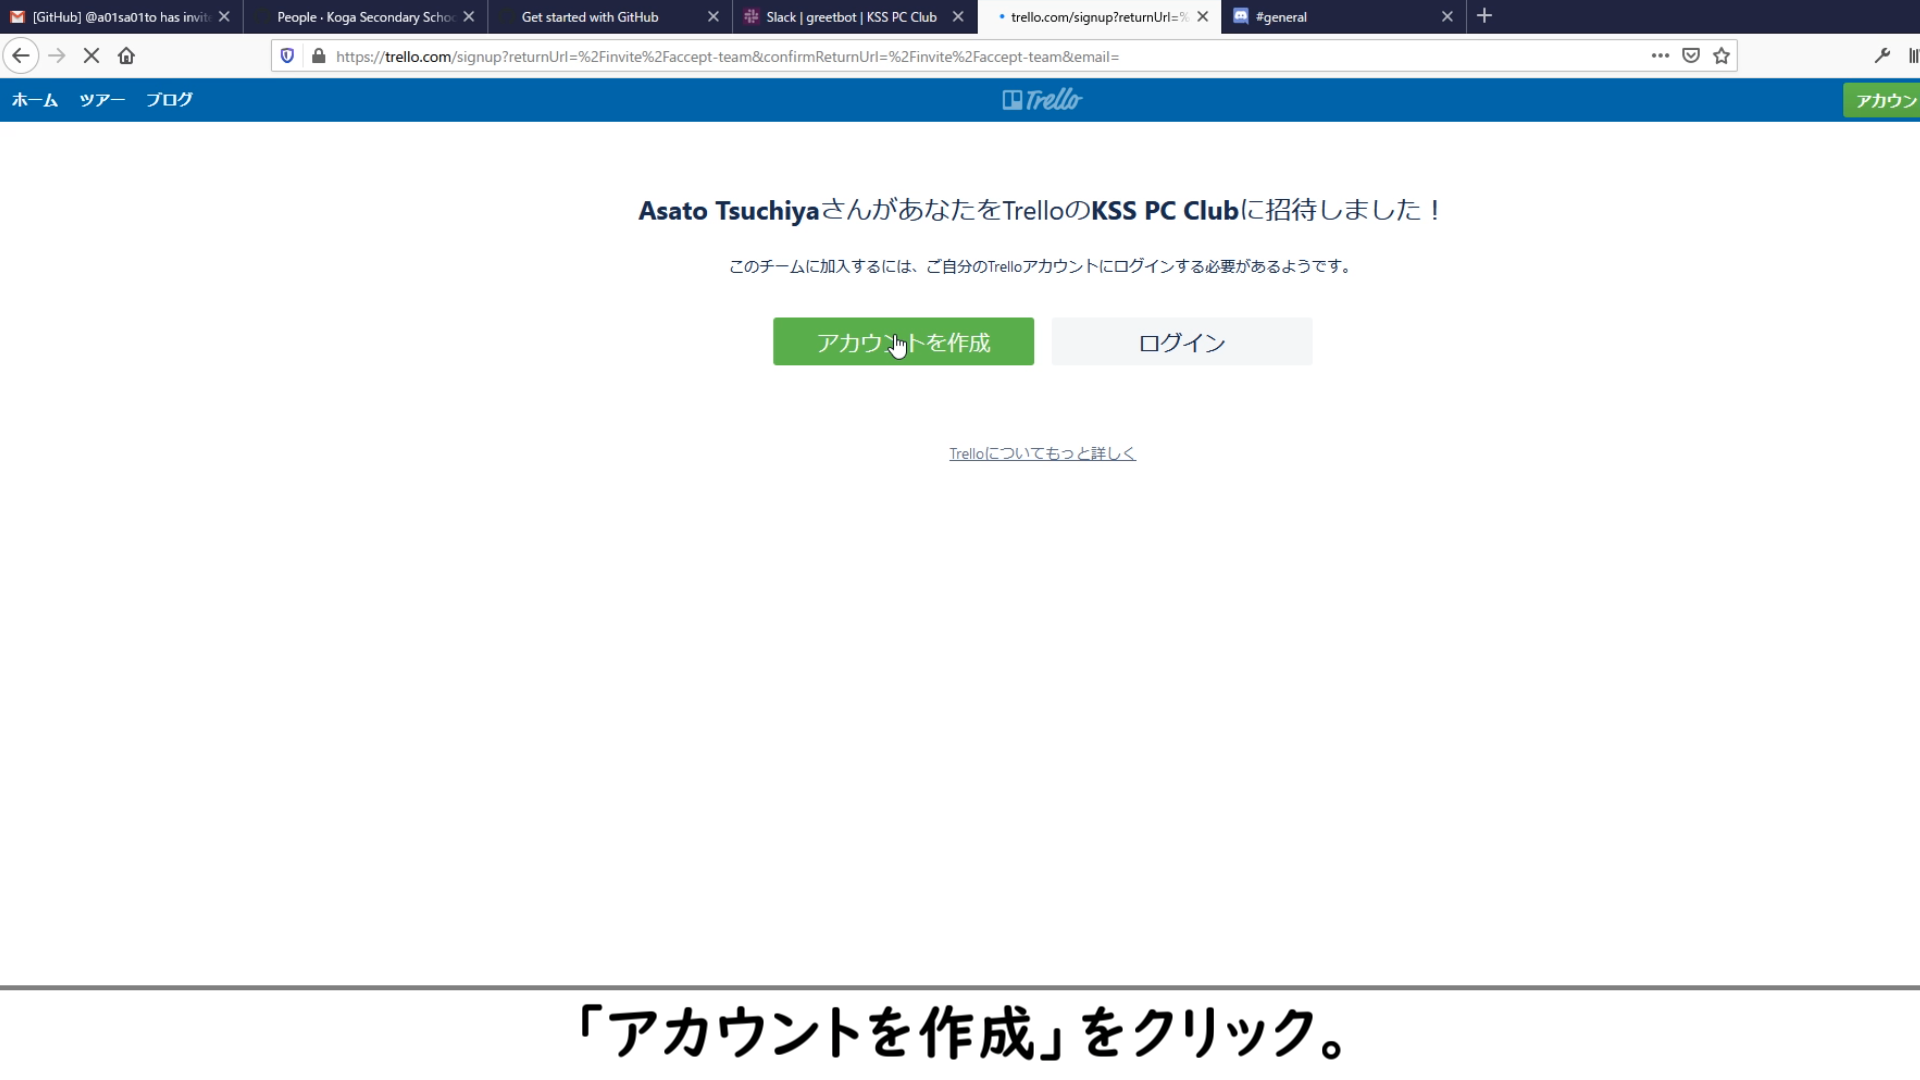 [GitHub] @a01sa01to has invite
People · Koga Secondary Schoo
Get started with GitHub
Slack | greetbot | KSS PC Club
trello.com/signup?returnUrl=%
#general
https://trello.com/signup?returnUrl=%2Finvite%2Faccept-team&confirmReturnUrl=%2Finvite%2Faccept-team&email=
ホーム ツアー ブログ
Trello
アカウン
Asato TsuchiyaさんがあなたをTrelloのKSS PC Clubに招待しました！
このチームに加入するには、ご自分のTrelloアカウントにログインする必要があるようです。
アカウントを作成
ログイン
Trelloについてもっと詳しく
「アカウントを作成」をクリック。